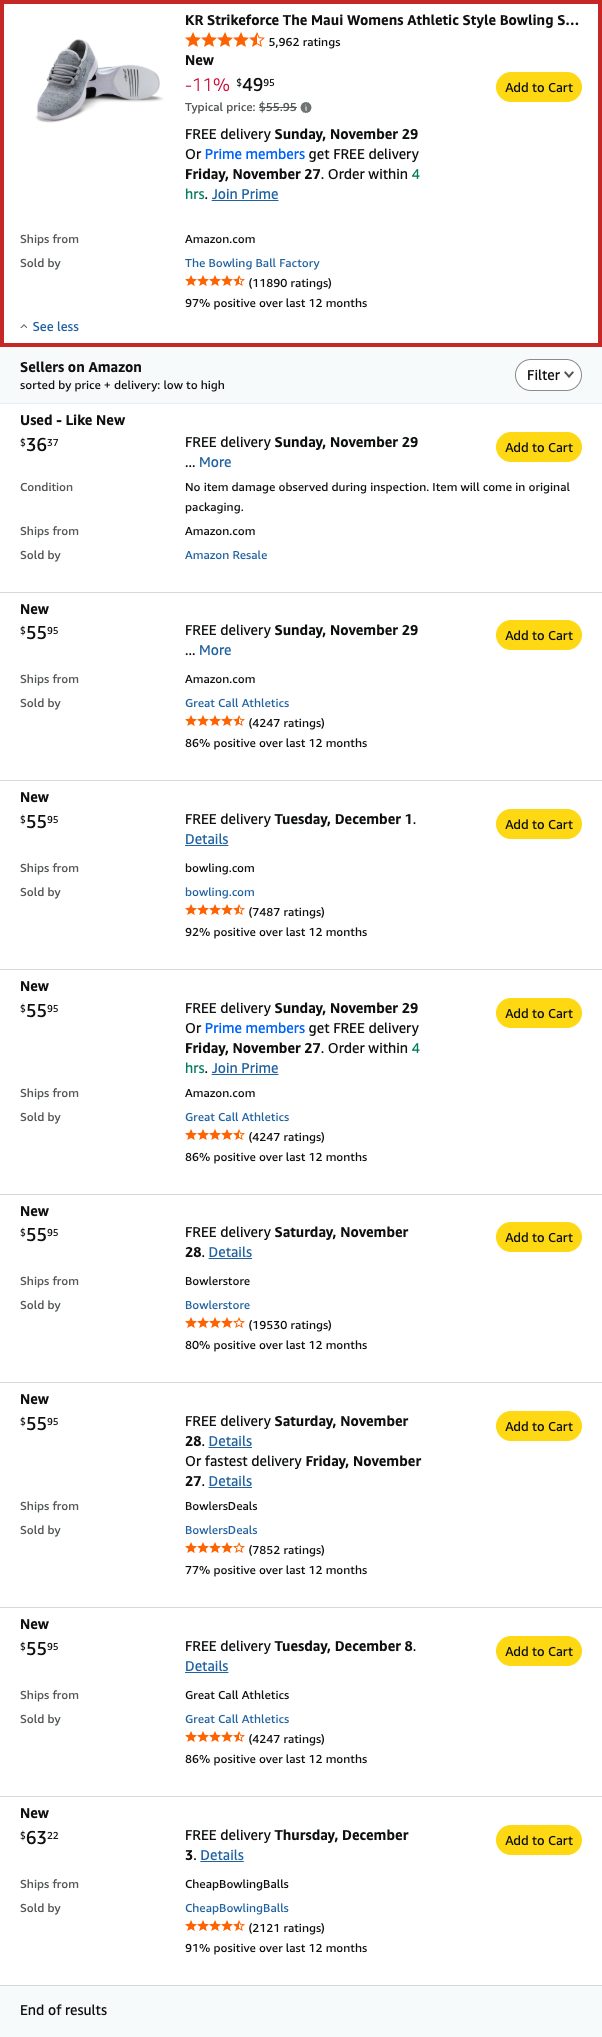 KR Strikeforce The Maui Womens Athletic Style Bowling S...
5,962 ratings
New
-11% $4995
Typical price: $55.95
FREE delivery Sunday, November 29
Or Prime members get FREE delivery
Friday, November 27. Order within 4
hrs. Join Prime
Add to Cart
Ships from Amazon.com
Sold by The Bowling Ball Factory
(11890 ratings)
97% positive over last 12 months
See less
Sellers on Amazon
sorted by price + delivery: low to high
Filter
Used - Like New
$3637
FREE delivery Sunday, November 29
... More
Add to Cart
Condition No item damage observed during inspection. Item will come in original
packaging.
Ships from Amazon.com
Sold by Amazon Resale
New
$5595
FREE delivery Sunday, November 29
... More
Add to Cart
Ships from Amazon.com
Sold by Great Call Athletics
(4247 ratings)
86% positive over last 12 months
New
$5595
FREE delivery Tuesday, December 1.
Details
Add to Cart
Ships from bowling.com
Sold by bowling.com
(7487 ratings)
92% positive over last 12 months
New
$5595
FREE delivery Sunday, November 29
Or Prime members get FREE delivery
Friday, November 27. Order within 4
hrs. Join Prime
Add to Cart
Ships from Amazon.com
Sold by Great Call Athletics
(4247 ratings)
86% positive over last 12 months
New
$5595
FREE delivery Saturday, November
28. Details
Add to Cart
Ships from Bowlerstore
Sold by Bowlerstore
(19530 ratings)
80% positive over last 12 months
New
$5595
FREE delivery Saturday, November
28. Details
Or fastest delivery Friday, November
27. Details
Add to Cart
Ships from BowlersDeals
Sold by BowlersDeals
(7852 ratings)
77% positive over last 12 months
New
$5595
FREE delivery Tuesday, December 8.
Details
Add to Cart
Ships from Great Call Athletics
Sold by Great Call Athletics
(4247 ratings)
86% positive over last 12 months
New
$6322
FREE delivery Thursday, December
3. Details
Add to Cart
Ships from CheapBowlingBalls
Sold by CheapBowlingBalls
(2121 ratings)
91% positive over last 12 months
End of results